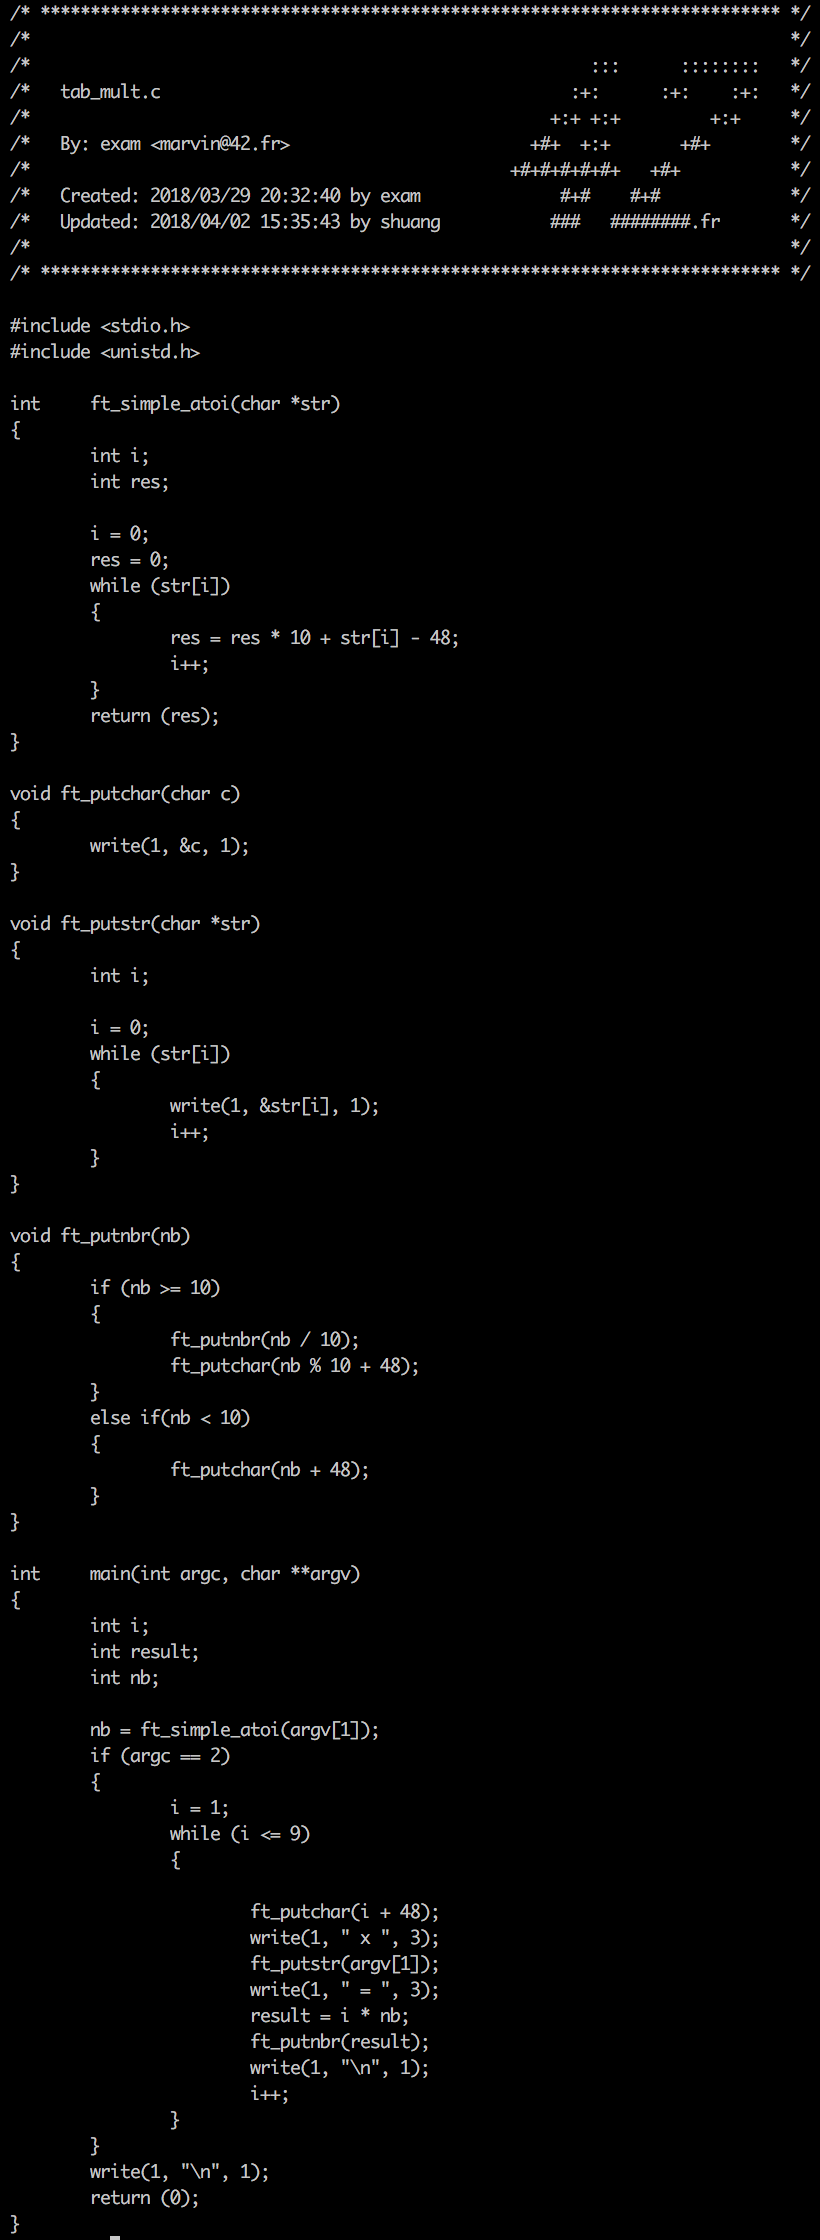 /* ************************************************************************** */
/*                                                                            */
/*                                                        :::      ::::::::   */
/*   tab_mult.c                                         :+:      :+:    :+:   */
/*                                                    +:+ +:+         +:+     */
/*   By: exam <marvin@42.fr>                        +#+  +:+       +#+        */
/*                                                +#+#+#+#+#+   +#+           */
/*   Created: 2018/03/29 20:32:40 by exam              #+#    #+#             */
/*   Updated: 2018/04/02 15:35:43 by shuang           ###   ########.fr       */
/*                                                                            */
/* ************************************************************************** */

#include <stdio.h>
#include <unistd.h>

int     ft_simple_atoi(char *str)
{
        int i;
        int res;

        i = 0;
        res = 0;
        while (str[i])
        {
                res = res * 10 + str[i] - 48;
                i++;
        }
        return (res);
}

void ft_putchar(char c)
{
        write(1, &c, 1);
}

void ft_putstr(char *str)
{
        int i;

        i = 0;
        while (str[i])
        {
                write(1, &str[i], 1);
                i++;
        }
}

void ft_putnbr(nb)
{
        if (nb >= 10)
        {
                ft_putnbr(nb / 10);
                ft_putchar(nb % 10 + 48);
        }
        else if(nb < 10)
        {
                ft_putchar(nb + 48);
        }
}

int     main(int argc, char **argv)
{
        int i;
        int result;
        int nb;

        nb = ft_simple_atoi(argv[1]);
        if (argc == 2)
        {
                i = 1;
                while (i <= 9)
                {

                        ft_putchar(i + 48);
                        write(1, " x ", 3);
                        ft_putstr(argv[1]);
                        write(1, " = ", 3);
                        result = i * nb;
                        ft_putnbr(result);
                        write(1, "\n", 1);
                        i++;
                }
        }
        write(1, "\n", 1);
        return (0);
}